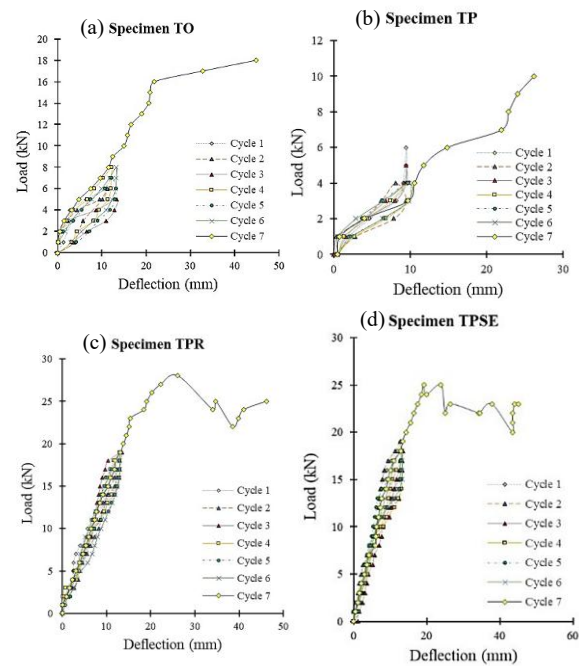 (a) Specimen TO
20
18
16
14
12
10
8
6
4
2
0
Load (kN)
0 10 20 30 40 50
Deflection (mm)
Cycle 1
Cycle 2
Cycle 3
Cycle 4
Cycle 5
Cycle 6
Cycle 7
(b) Specimen TP
12
10
8
6
4
2
0
Load (kN)
0 10 20 30
Deflection (mm)
Cycle 1
Cycle 2
Cycle 3
Cycle 4
Cycle 5
Cycle 6
Cycle 7
(c) Specimen TPR
30
25
20
15
10
5
0
Load (kN)
0 10 20 30 40 50
Deflection (mm)
Cycle 1
Cycle 2
Cycle 3
Cycle 4
Cycle 5
Cycle 6
Cycle 7
(d) Specimen TPSE
30
25
20
15
10
5
0
Load (kN)
0 20 40 60
Deflection (mm)
Cycle 1
Cycle 2
Cycle 3
Cycle 4
Cycle 5
Cycle 6
Cycle 7